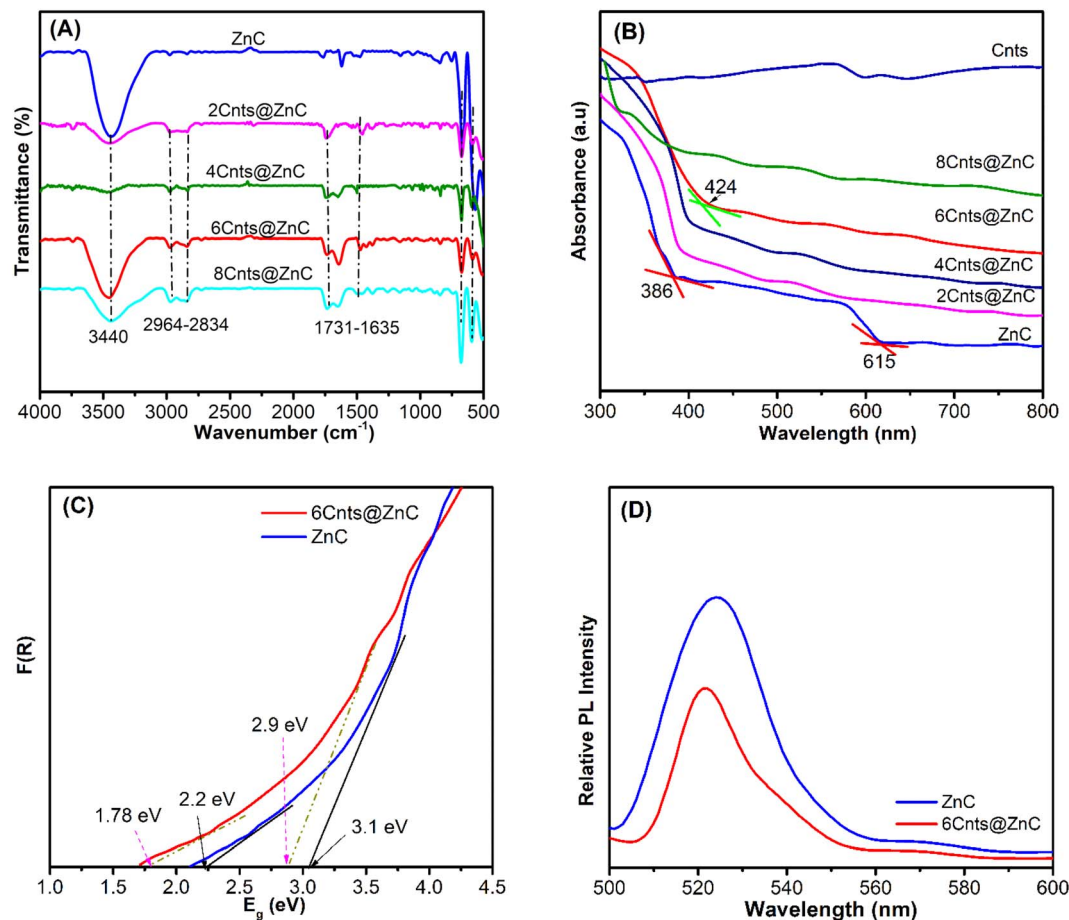 (A)
ZnC
2Cnts@ZnC
4Cnts@ZnC
6Cnts@ZnC
8Cnts@ZnC
3440
2964-2834
1731-1635
Transmittance (%)
4000 3500 3000 2500 2000 1500 1000 500
Wavenumber (cm⁻¹)
(B)
Cnts
8Cnts@ZnC
424
6Cnts@ZnC
4Cnts@ZnC
386
2Cnts@ZnC
ZnC
615
Absorbance (a.u)
300 400 500 600 700 800
Wavelength (nm)
(C)
6Cnts@ZnC
ZnC
2.9 eV
2.2 eV
1.78 eV
3.1 eV
F(R)
1.0 1.5 2.0 2.5 3.0 3.5 4.0 4.5
E_g (eV)
(D)
ZnC
6Cnts@ZnC
Relative PL Intensity
500 520 540 560 580 600
Wavelength (nm)